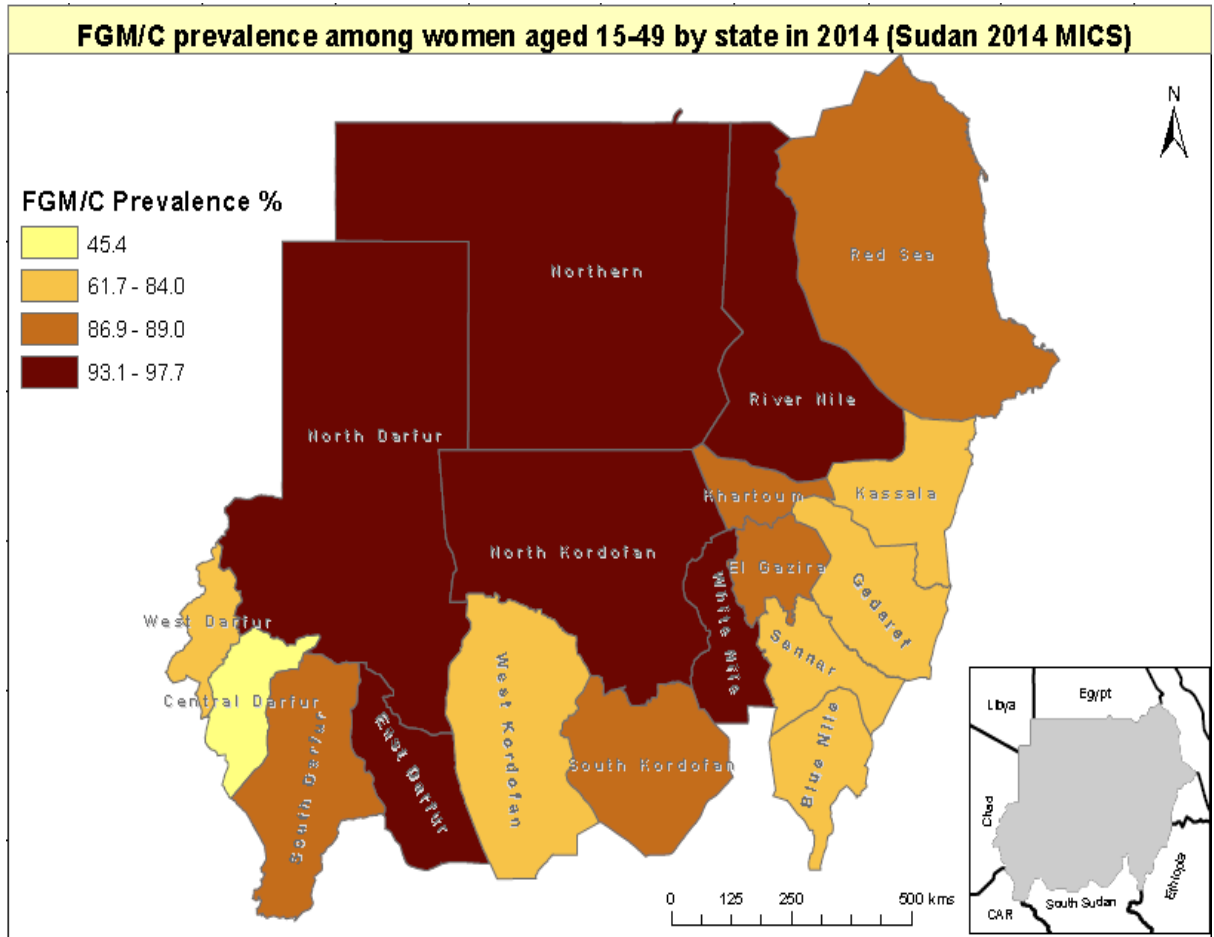 FGM/C prevalence among women aged 15-49 by state in 2014 (Sudan 2014 MICS)
N
FGM/C Prevalence %
45.4
61.7 - 84.0
86.9 - 89.0
93.1 - 97.7
Red Sea
Northern
River Nile
North Darfur
Khartoum
Kassala
North Kordofan
El Gazira
White Nile
Gedaref
West Darfur
Sennar
Central Darfur
South Darfur
East Darfur
West Kordofan
South Kordofan
Blue Nile
0 125 250 500 kms
Libya
Egypt
Chad
Ethiopia
South Sudan
CAR